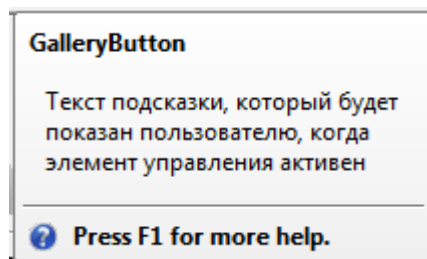 GalleryButton
Текст подсказки, который будет
показан пользователю, когда
элемент управления активен
Press F1 for more help.